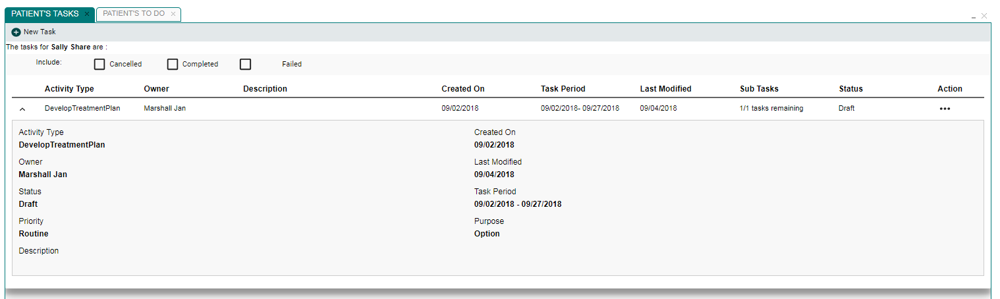 PATIENT'S TASKS × PATIENT'S TO DO ×
New Task
The tasks for Sally Share are :
Include: Cancelled Completed Failed
Activity Type Owner Description Created On Task Period Last Modified Sub Tasks Status Action
DevelopTreatmentPlan Marshall Jan 09/02/2018 09/02/2018- 09/27/2018 09/04/2018 1/1 tasks remaining Draft •••
Activity Type Created On
DevelopTreatmentPlan 09/02/2018
Owner Last Modified
Marshall Jan 09/04/2018
Status Task Period
Draft 09/02/2018 - 09/27/2018
Priority Purpose
Routine Option
Description